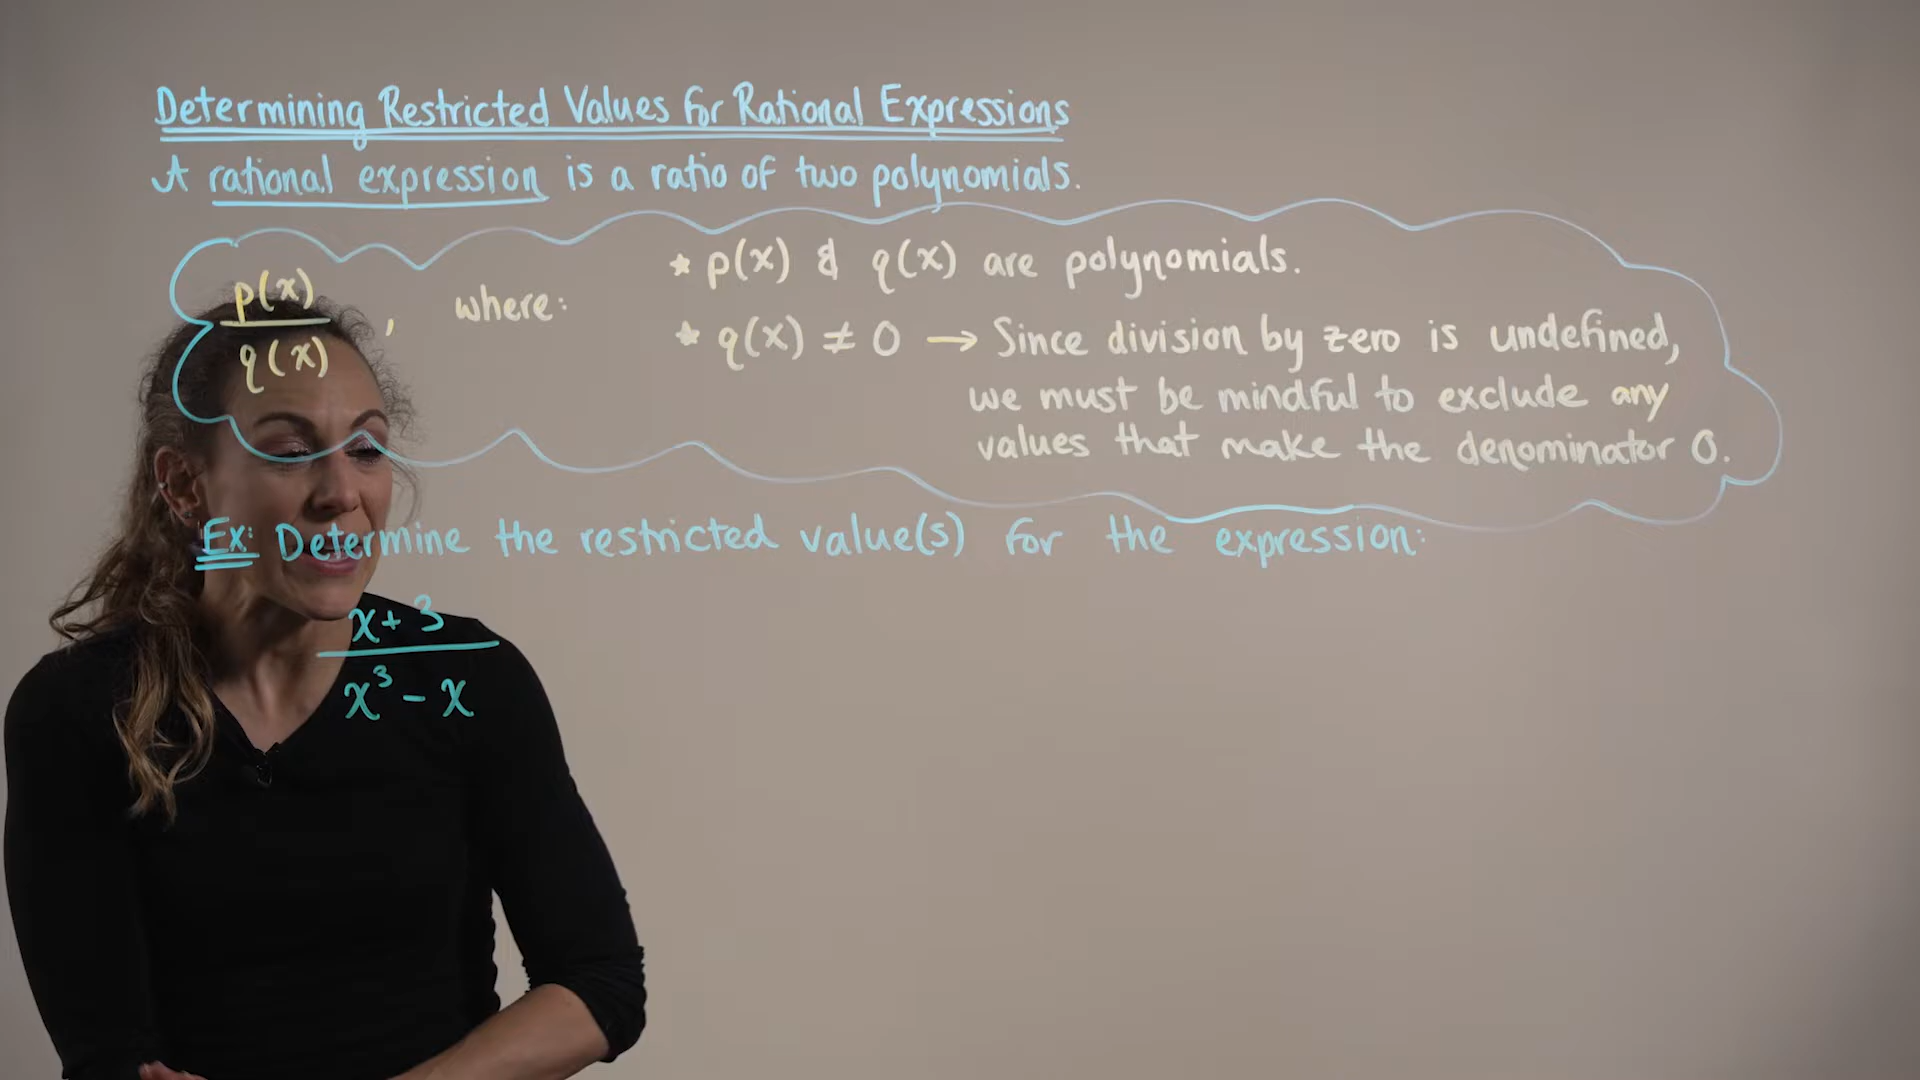 Determining Restricted Values for Rational Expressions
A rational expression is a ratio of two polynomials.
p(x)
q(x)
, where:
* p(x) & q(x) are polynomials.
* q(x) ≠ 0 → Since division by zero is undefined,
we must be mindful to exclude any
values that make the denominator 0.
Ex: Determine the restricted value(s) for the expression:
x + 3
x³ - x